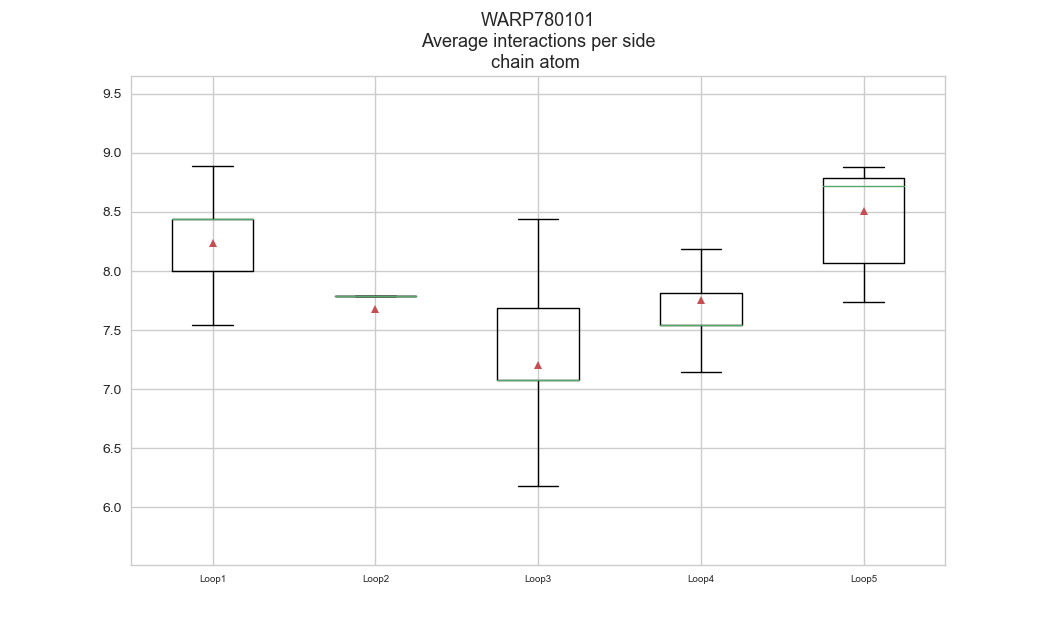 WARP780101
Average interactions per side
chain atom
9.5
9.0
8.5
8.0
7.5
7.0
6.5
6.0
Loop1
Loop2
Loop3
Loop4
Loop5